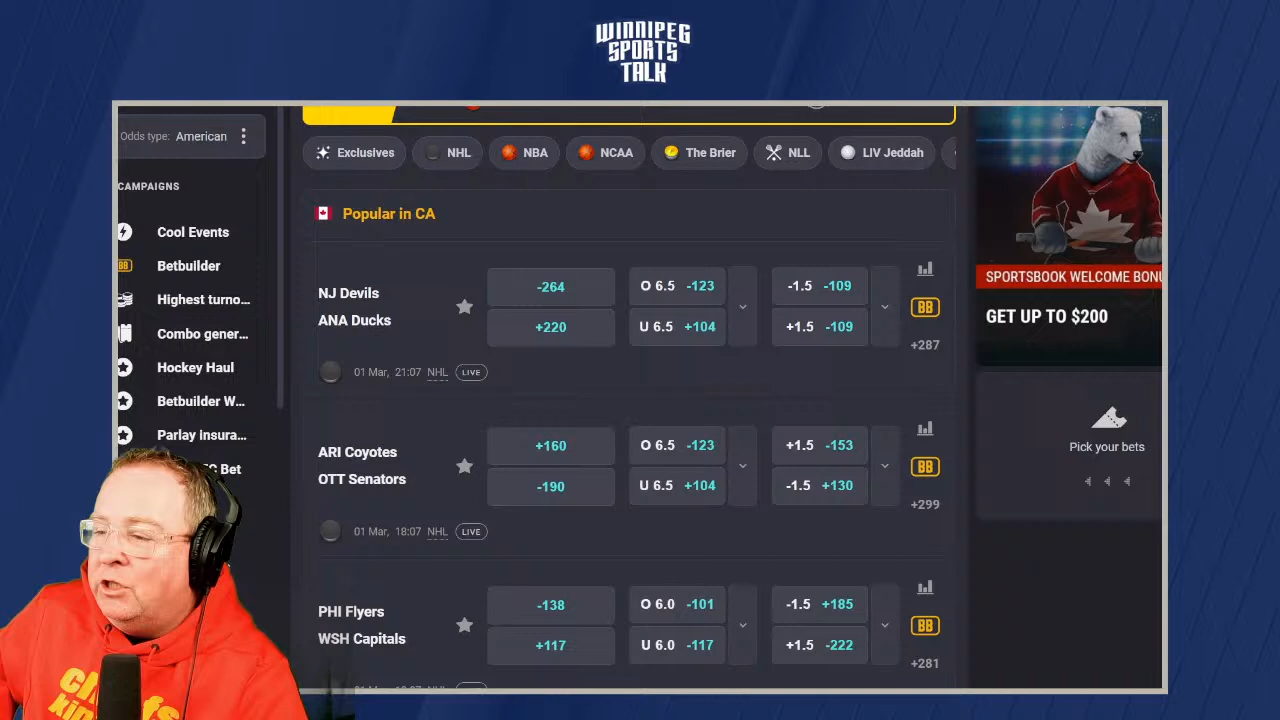 WINNIPEG
SPORTS
TALK
Odds type: American
CAMPAIGNS
Cool Events
Betbuilder
Highest turno...
Combo gener...
Hockey Haul
Betbuilder W...
Parlay insura...
Bet
Exclusives
NHL
NBA
NCAA
The Brier
NLL
LIV Jeddah
Popular in CA
NJ Devils
ANA Ducks
-264
+220
O 6.5 -123
U 6.5 +104
-1.5 -109
+1.5 -109
BB
+287
01 Mar, 21:07 NHL LIVE
ARI Coyotes
OTT Senators
+160
-190
O 6.5 -123
U 6.5 +104
+1.5 -153
-1.5 +130
BB
+299
01 Mar, 18:07 NHL LIVE
PHI Flyers
WSH Capitals
-138
+117
O 6.0 -101
U 6.0 -117
-1.5 +185
+1.5 -222
BB
+281
SPORTSBOOK WELCOME BONU
GET UP TO $200
Pick your bets
BB